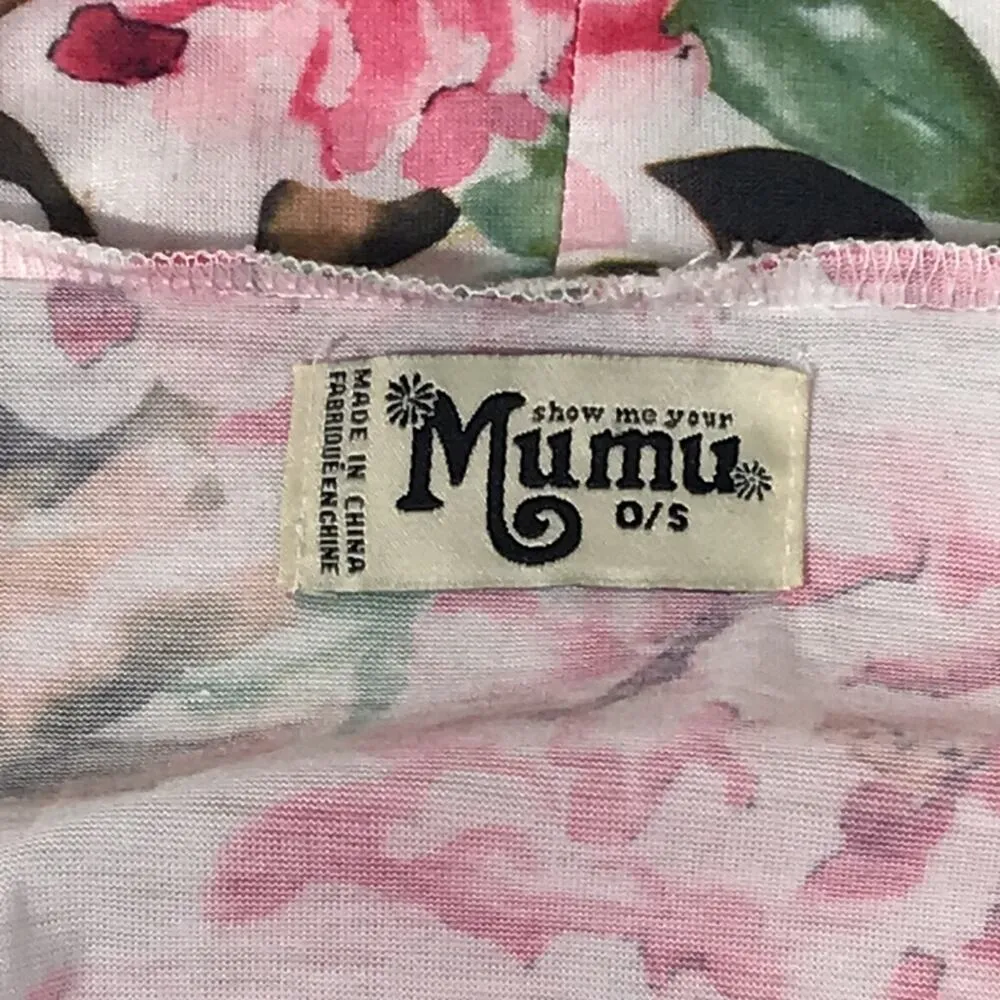 MADE IN CHINA
FABRIQUÉ EN CHINE
show me your
Mumu
O/S